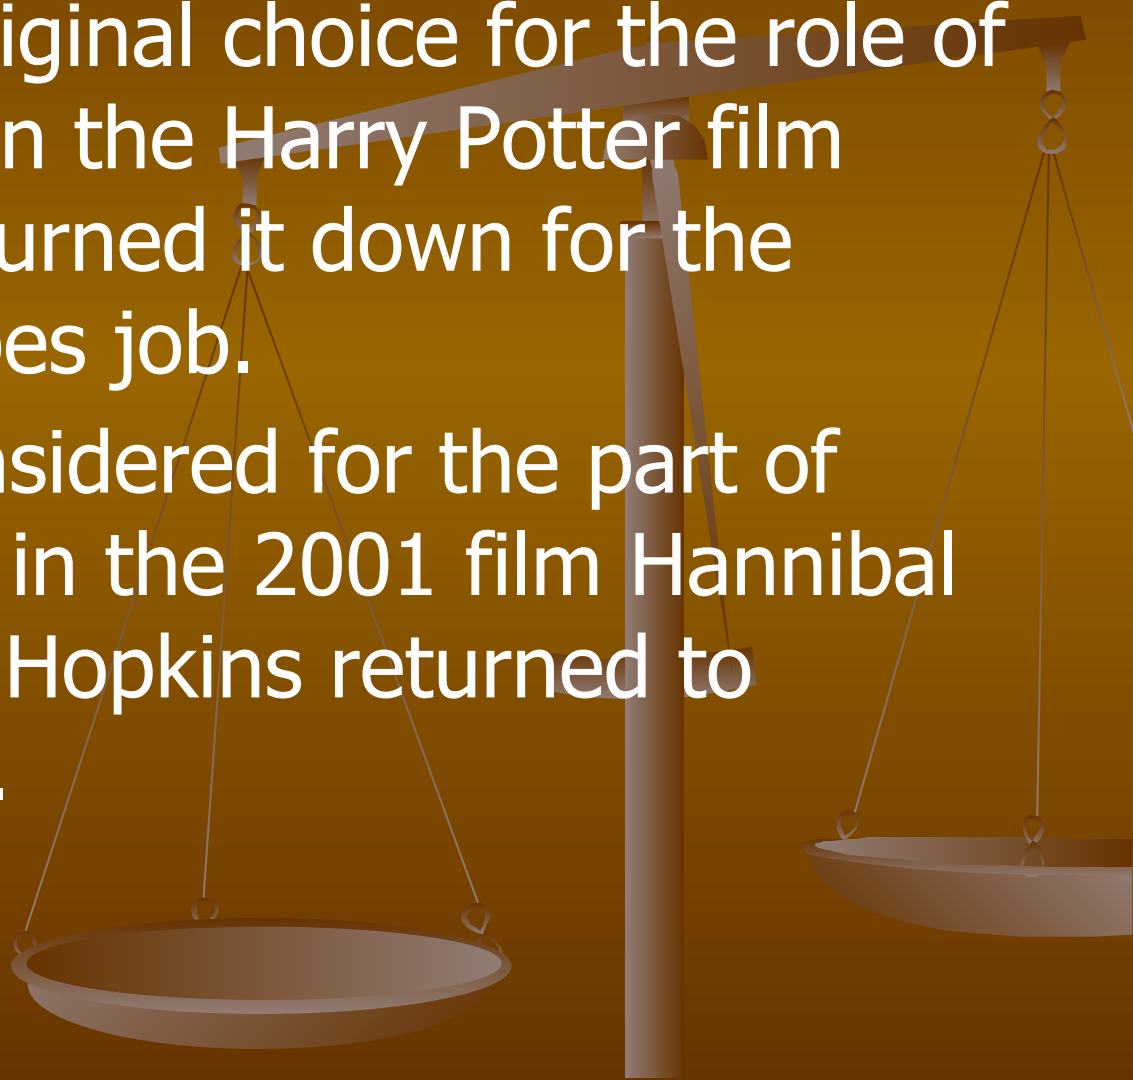 iginal choice for the role of
n the Harry Potter film
urned it down for the
es job.
nsidered for the part of
in the 2001 film Hannibal
Hopkins returned to
.